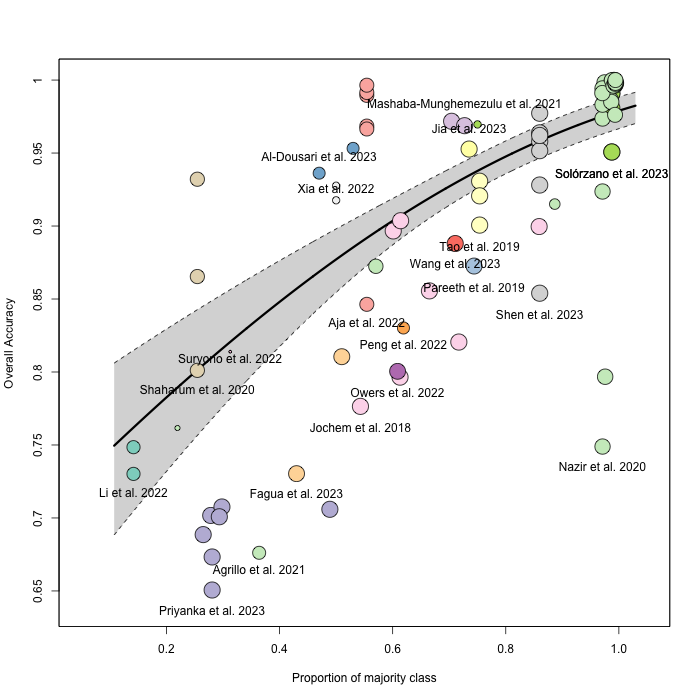 Mashaba-Munghemezulu et al. 2021
Jia et al. 2023
Al-Dousari et al. 2023
Solórzano et al. 2023
Xia et al. 2022
Tao et al. 2019
Wang et al. 2023
Pareeth et al. 2019
Shen et al. 2023
Aja et al. 2022
Peng et al. 2022
Suryono et al. 2022
Shaharum et al. 2020
Owers et al. 2022
Jochem et al. 2018
Nazir et al. 2020
Li et al. 2022
Fagua et al. 2023
Agrillo et al. 2021
Priyanka et al. 2023
Overall Accuracy
1
0.95
0.9
0.85
0.8
0.75
0.7
0.65
0.2 0.4 0.6 0.8 1.0
Proportion of majority class